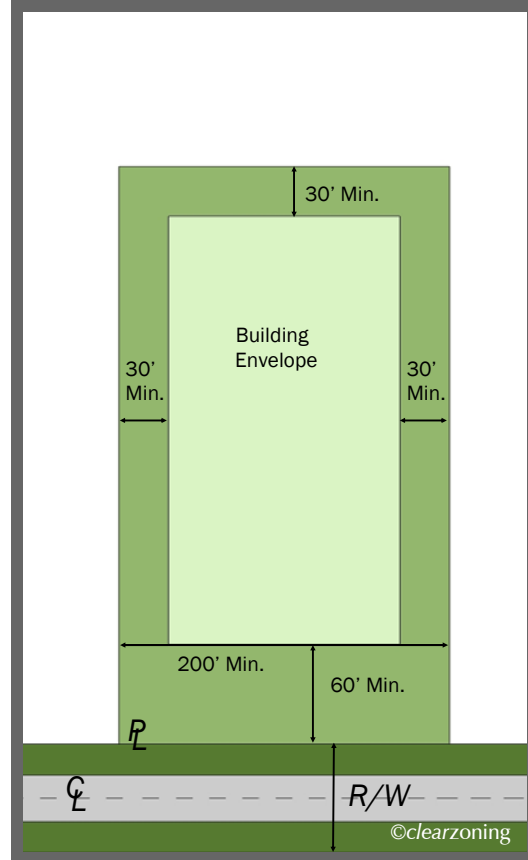 30' Min.
Building
Envelope
30'
Min.
30'
Min.
200' Min.
60' Min.
PL
CL
R/W
©clearzoning